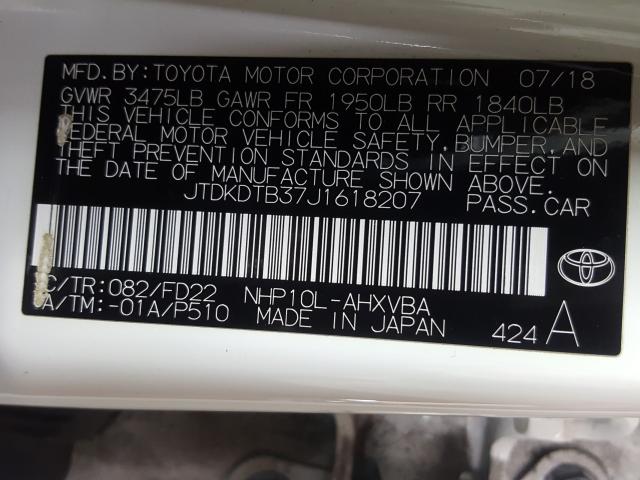 MFD.BY:TOYOTA MOTOR CORPORATION 07/18
GVWR 3475LB GAWR FR 1950LB RR 1840LB
THIS VEHICLE CONFORMS TO ALL APPLICABLE
FEDERAL MOTOR VEHICLE SAFETY, BUMPER, AND
THEFT PREVENTION STANDARDS IN EFFECT ON
THE DATE OF MANUFACTURE SHOWN ABOVE.
JTDKDTB37J1618207 PASS.CAR
C/TR:082/FD22 NHP10L-AHXVBA
A/TM:-01A/P510 MADE IN JAPAN 424 A